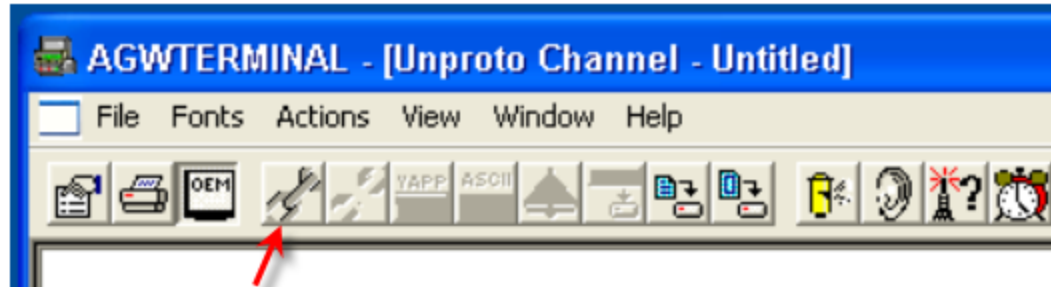 AGWTERMINAL - [Unproto Channel - Untitled]
File Fonts Actions View Window Help
OEM YAPP ASCII ?